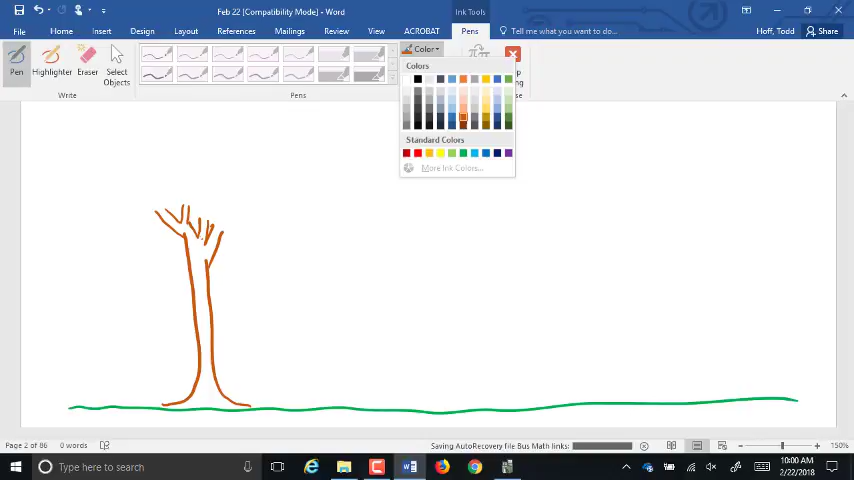 Feb 22 [Compatibility Mode] - Word
Ink Tools
File Home Insert Design Layout References Mailings Review View ACROBAT Pens Tell me what you want to do... Hoff, Todd Share
Color
Pen Highlighter Eraser Select Objects
Write Pens
Colors
Standard Colors
More Ink Colors...
Page 2 of 86 0 words Saving AutoRecovery file Bus Math links: 150%
Type here to search
10:00 AM
2/22/2018